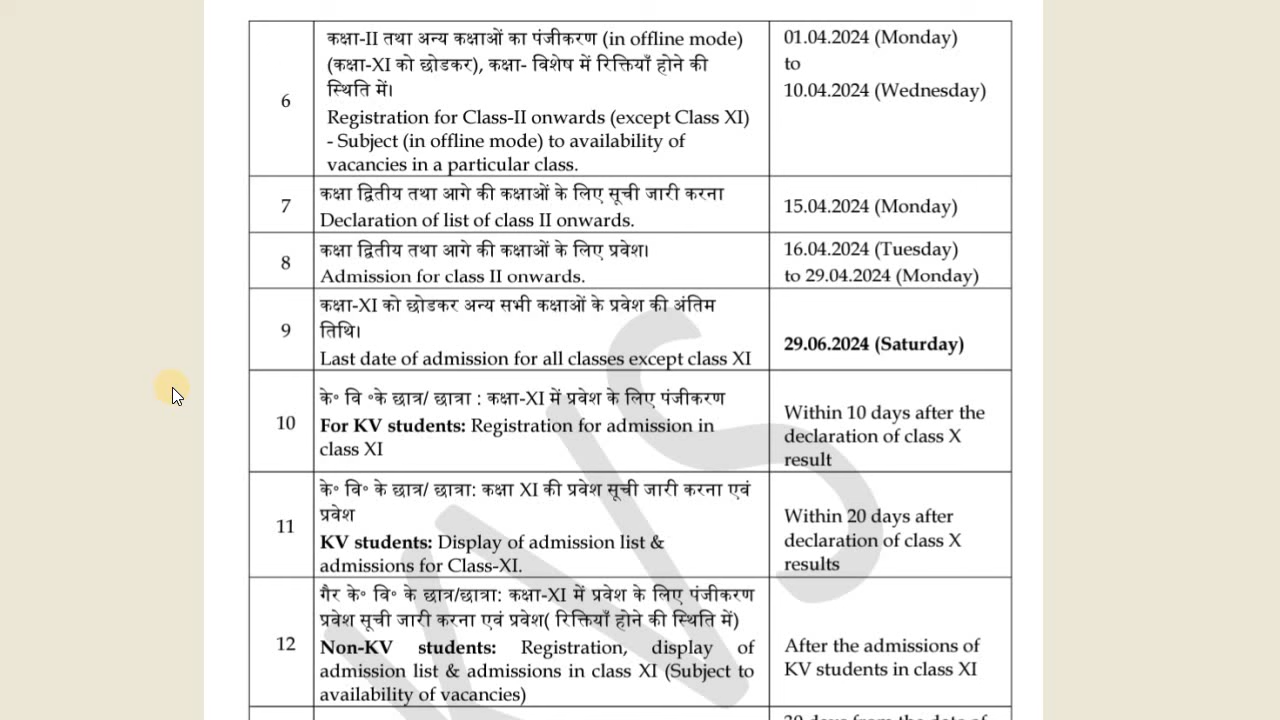 कक्षा-II तथा अन्य कक्षाओं का पंजीकरण (in offline mode)
(कक्षा-XI को छोडकर), कक्षा- विशेष में रिक्तियाँ होने की
स्थिति में।
6
Registration for Class-II onwards (except Class XI)
- Subject (in offline mode) to availability of
vacancies in a particular class.
01.04.2024 (Monday)
to
10.04.2024 (Wednesday)
7
कक्षा द्वितीय तथा आगे की कक्षाओं के लिए सूची जारी करना
Declaration of list of class II onwards.
15.04.2024 (Monday)
8
कक्षा द्वितीय तथा आगे की कक्षाओं के लिए प्रवेश।
Admission for class II onwards.
16.04.2024 (Tuesday)
to 29.04.2024 (Monday)
9
कक्षा-XI को छोडकर अन्य सभी कक्षाओं के प्रवेश की अंतिम
तिथि।
Last date of admission for all classes except class XI
29.06.2024 (Saturday)
10
के॰ वि ॰के छात्र/ छात्रा : कक्षा-XI में प्रवेश के लिए पंजीकरण
For KV students: Registration for admission in
class XI
Within 10 days after the
declaration of class X
result
11
के॰ वि॰ के छात्र/ छात्रा: कक्षा XI की प्रवेश सूची जारी करना एवं
प्रवेश
KV students: Display of admission list &
admissions for Class-XI.
Within 20 days after
declaration of class X
results
12
गैर के॰ वि॰ के छात्र/छात्रा: कक्षा-XI में प्रवेश के लिए पंजीकरण
प्रवेश सूची जारी करना एवं प्रवेश( रिक्तियाँ होने की स्थिति में)
Non-KV students: Registration, display of
admission list & admissions in class XI (Subject to
availability of vacancies)
After the admissions of
KV students in class XI
30 days from the date of
KVS